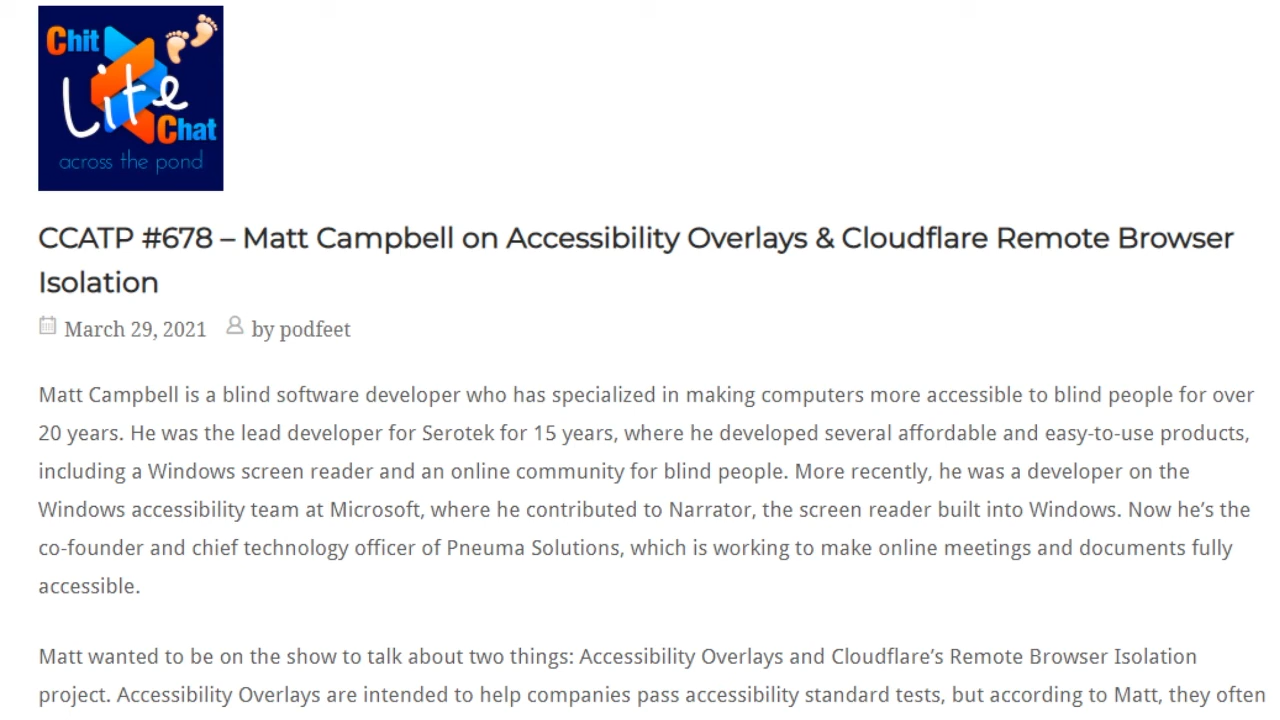 Chit
Lite
Chat
across the pond
CCATP #678 – Matt Campbell on Accessibility Overlays & Cloudflare Remote Browser
Isolation
March 29, 2021 by podfeet
Matt Campbell is a blind software developer who has specialized in making computers more accessible to blind people for over
20 years. He was the lead developer for Serotek for 15 years, where he developed several affordable and easy-to-use products,
including a Windows screen reader and an online community for blind people. More recently, he was a developer on the
Windows accessibility team at Microsoft, where he contributed to Narrator, the screen reader built into Windows. Now he’s the
co-founder and chief technology officer of Pneuma Solutions, which is working to make online meetings and documents fully
accessible.
Matt wanted to be on the show to talk about two things: Accessibility Overlays and Cloudflare’s Remote Browser Isolation
project. Accessibility Overlays are intended to help companies pass accessibility standard tests, but according to Matt, they often